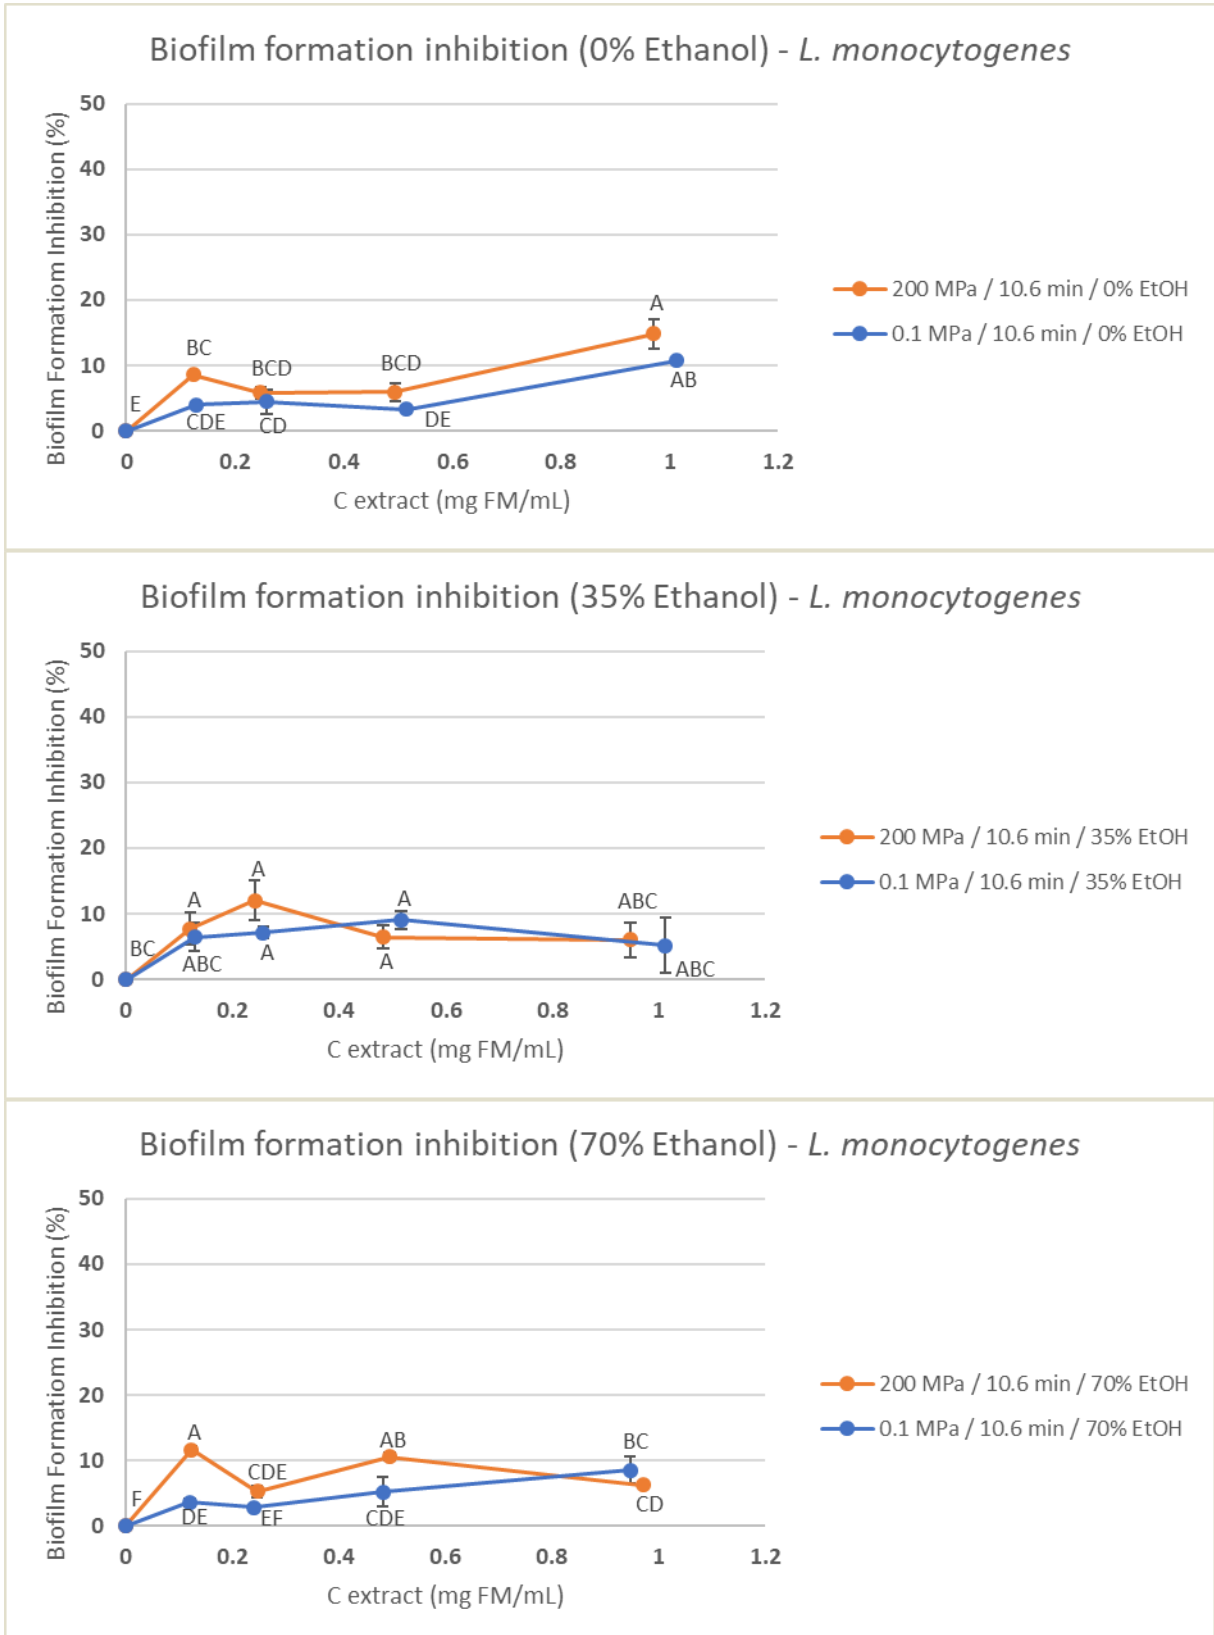 Biofilm formation inhibition (0% Ethanol) - L. monocytogenes
Biofilm Formatiom Inhibition (%)
50
40
30
20
10
0
E
BC
BCD
BCD
A
CDE
CD
DE
AB
0 0.2 0.4 0.6 0.8 1 1.2
C extract (mg FM/mL)
200 MPa / 10.6 min / 0% EtOH
0.1 MPa / 10.6 min / 0% EtOH
Biofilm formation inhibition (35% Ethanol) - L. monocytogenes
Biofilm Formatiom Inhibition (%)
50
40
30
20
10
0
BC
A
A
A
ABC
ABC
A
A
ABC
0 0.2 0.4 0.6 0.8 1 1.2
C extract (mg FM/mL)
200 MPa / 10.6 min / 35% EtOH
0.1 MPa / 10.6 min / 35% EtOH
Biofilm formation inhibition (70% Ethanol) - L. monocytogenes
Biofilm Formatiom Inhibition (%)
50
40
30
20
10
0
F
A
CDE
AB
BC
DE
EF
CDE
CD
0 0.2 0.4 0.6 0.8 1 1.2
C extract (mg FM/mL)
200 MPa / 10.6 min / 70% EtOH
0.1 MPa / 10.6 min / 70% EtOH